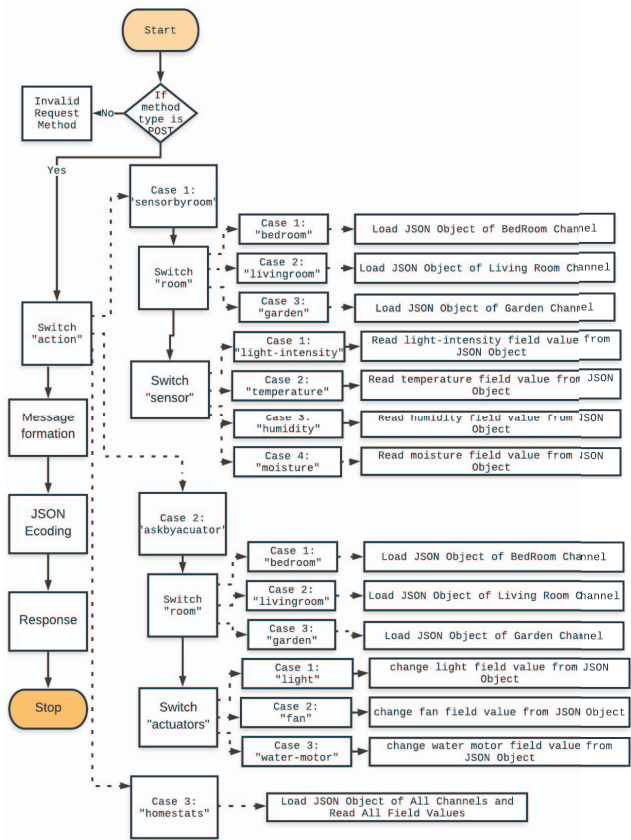 Start
If
method
type is
POST
No
Invalid
Request
Method
Yes
Case 1:
'sensorbyroom'
Switch
"room"
Case 1:
"bedroom"
Load JSON Object of BedRoom Channel
Case 2:
"livingroom"
Load JSON Object of Living Room Channel
Case 3:
"garden"
Load JSON Object of Garden Channel
Switch
"action"
Switch
"sensor"
Case 1:
"light-intensity"
Read light-intensity field value from
JSON Object
Case 2:
"temperature"
Read temperature field value from JSON
Object
Case 3:
"humidity"
Read humidity field value from JSON
Object
Case 4:
"moisture"
Read moisture field value from JSON
Object
Message
formation
JSON
Ecoding
Response
Stop
Case 2:
'askbyacuator'
Switch
"room"
Case 1:
"bedroom"
Load JSON Object of BedRoom Channel
Case 2:
"livingroom"
Load JSON Object of Living Room Channel
Case 3:
"garden"
Load JSON Object of Garden Channel
Switch
"actuators"
Case 1:
"light"
change light field value from JSON
Object
Case 2:
"fan"
change fan field value from JSON Object
Case 3:
"water-motor"
change water motor field value from
JSON Object
Case 3:
"homestats"
Load JSON Object of All Channels and
Read All Field Values